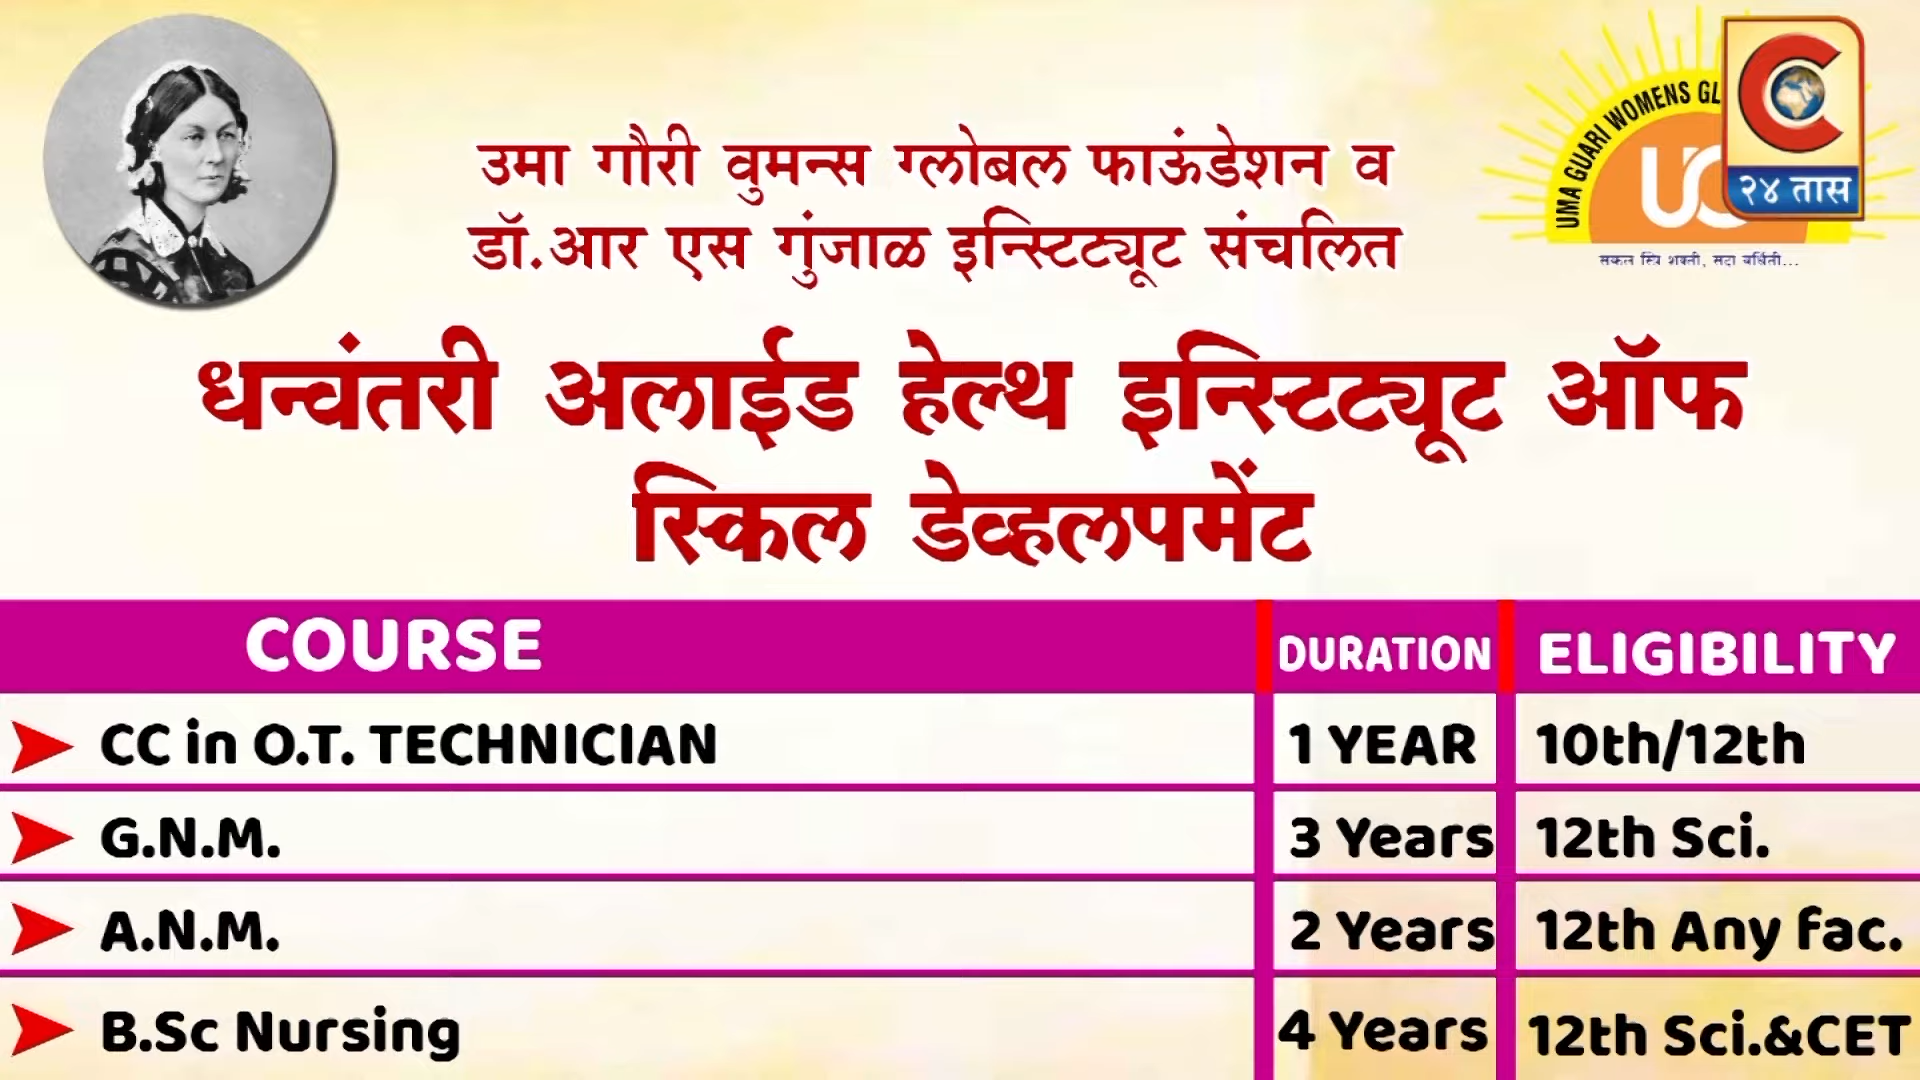 उमा गौरी वुमन्स ग्लोबल फाऊंडेशन व
डॉ.आर एस गुंजाळ इन्स्टिट्यूट संचलित
UMA GUARI WOMENS
२४ तास
धन्वंतरी अलाईड हेल्थ इन्स्टिट्यूट ऑफ
स्किल डेव्हलपमेंट
COURSE DURATION ELIGIBILITY
CC in O.T. TECHNICIAN 1 YEAR 10th/12th
G.N.M. 3 Years 12th Sci.
A.N.M. 2 Years 12th Any fac.
B.Sc Nursing 4 Years 12th Sci.&CET